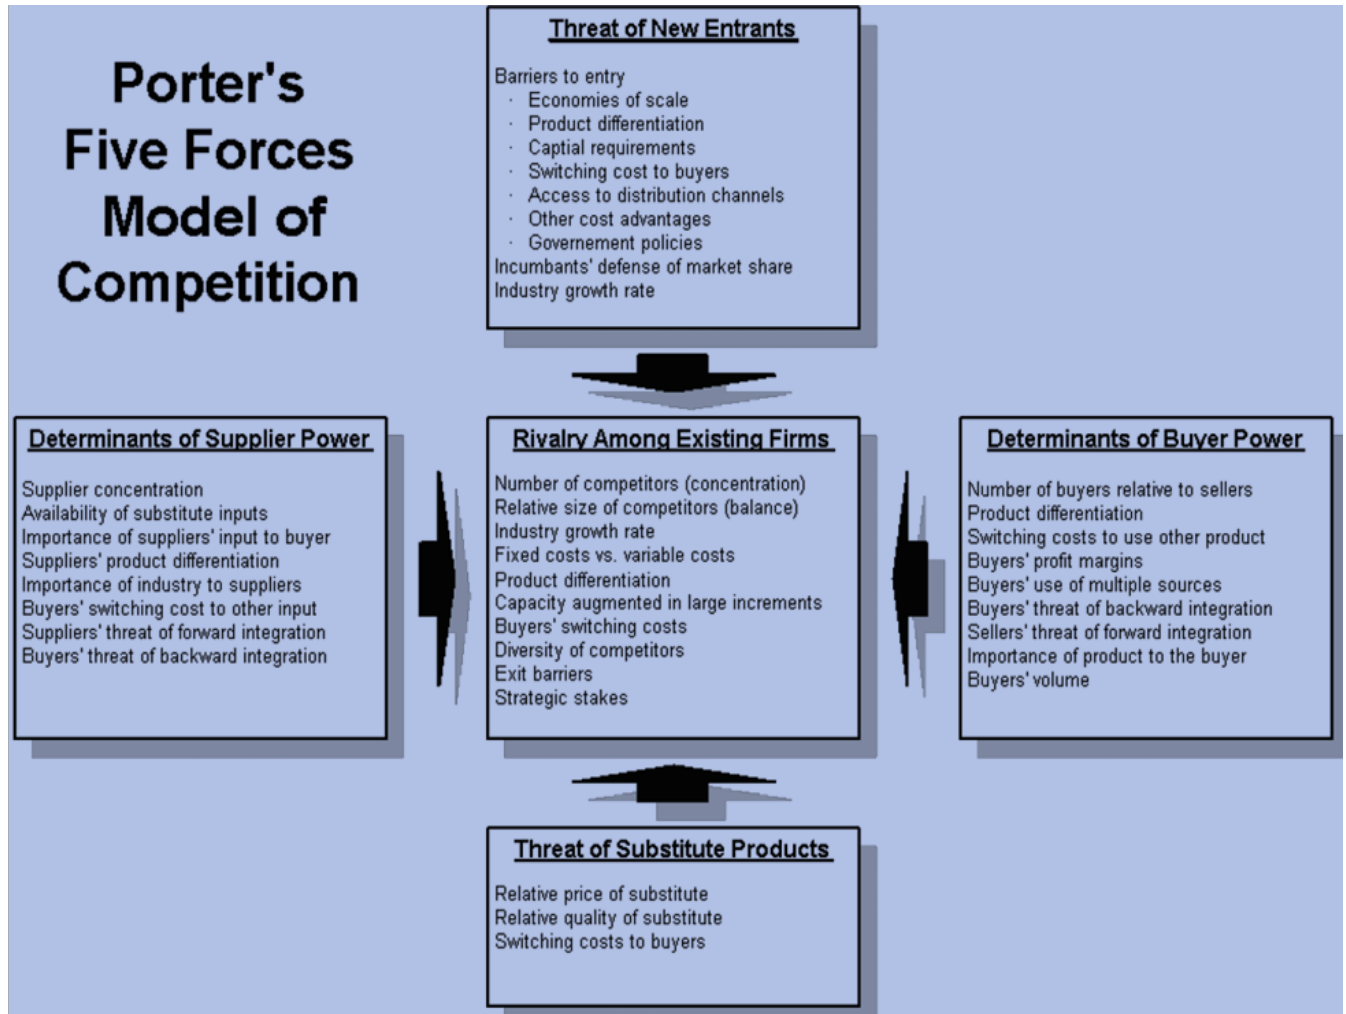 Porter's
Five Forces
Model of
Competition
Threat of New Entrants
Barriers to entry
· Economies of scale
· Product differentiation
· Captial requirements
· Switching cost to buyers
· Access to distribution channels
· Other cost advantages
· Governement policies
Incumbants' defense of market share
Industry growth rate
Determinants of Supplier Power
Supplier concentration
Availability of substitute inputs
Importance of suppliers' input to buyer
Suppliers' product differentiation
Importance of industry to suppliers
Buyers' switching cost to other input
Suppliers' threat of forward integration
Buyers' threat of backward integration
Rivalry Among Existing Firms
Number of competitors (concentration)
Relative size of competitors (balance)
Industry growth rate
Fixed costs vs. variable costs
Product differentiation
Capacity augmented in large increments
Buyers' switching costs
Diversity of competitors
Exit barriers
Strategic stakes
Determinants of Buyer Power
Number of buyers relative to sellers
Product differentiation
Switching costs to use other product
Buyers' profit margins
Buyers' use of multiple sources
Buyers' threat of backward integration
Sellers' threat of forward integration
Importance of product to the buyer
Buyers' volume
Threat of Substitute Products
Relative price of substitute
Relative quality of substitute
Switching costs to buyers